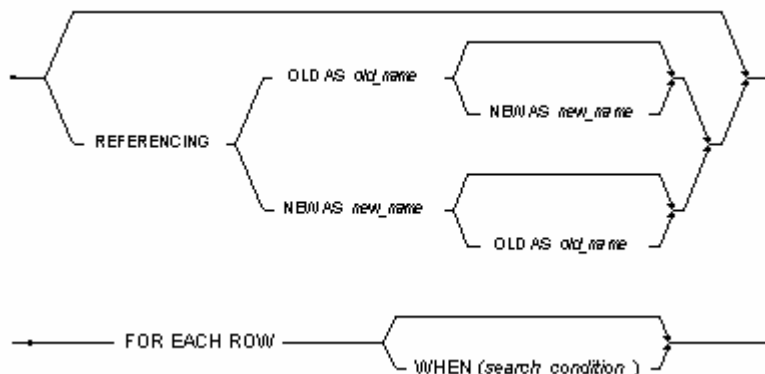 OLD AS old_name
NEW AS new_name
REFERENCING
NEW AS new_name
OLD AS old_name
FOR EACH ROW
WHEN (search_condition )